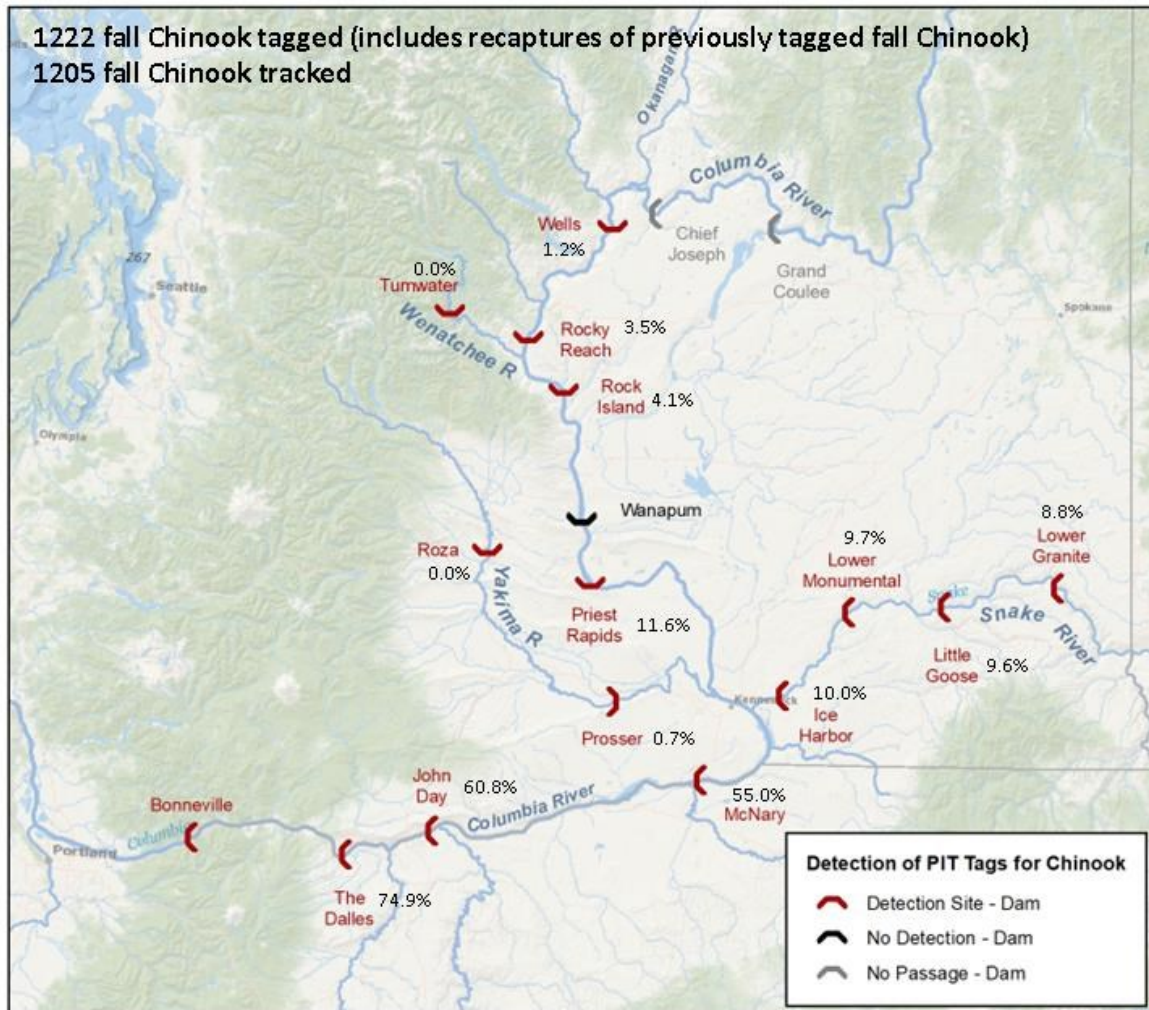 1222 fall Chinook tagged (includes recaptures of previously tagged fall Chinook)
1205 fall Chinook tracked
Okanagan R
Columbia River
Wells
1.2%
Chief
Joseph
Grand
Coulee
267
Seattle
0.0%
Tumwater
Wenatchee R
Rocky
Reach
3.5%
Spokane
Rock
Island
4.1%
Olympia
Wanapum
Roza
0.0%
Yakima R
Priest
Rapids
11.6%
9.7%
Lower
Monumental
8.8%
Lower
Granite
Snake
Snake River
Little
Goose
9.6%
Kennewick
10.0%
Ice
Harbor
Prosser
0.7%
John
Day
60.8%
Columbia River
55.0%
McNary
Bonneville
Columbia
Portland
The
Dalles
74.9%
Detection of PIT Tags for Chinook
Detection Site - Dam
No Detection - Dam
No Passage - Dam